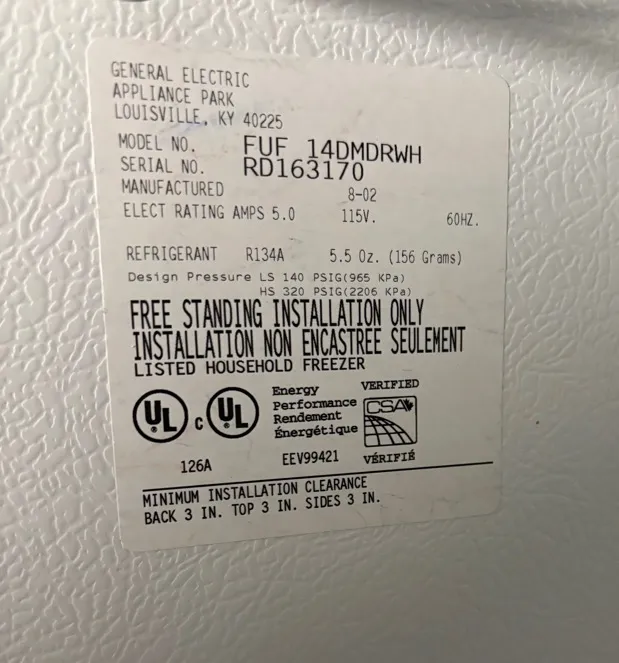 GENERAL ELECTRIC
APPLIANCE PARK
LOUISVILLE, KY 40225
MODEL NO. FUF 14DMDRWH
SERIAL NO. RD163170
MANUFACTURED 8-02
ELECT RATING AMPS 5.0 115V. 60HZ.
REFRIGERANT R134A 5.5 Oz. (156 Grams)
Design Pressure LS 140 PSIG(965 KPa)
HS 320 PSIG(2206 KPa)
FREE STANDING INSTALLATION ONLY
INSTALLATION NON ENCASTREE SEULEMENT
LISTED HOUSEHOLD FREEZER
UL c UL
Energy
Performance
Rendement
Énergétique
VERIFIED
CSA
VÉRIFIÉ
126A EEV99421
MINIMUM INSTALLATION CLEARANCE
BACK 3 IN. TOP 3 IN. SIDES 3 IN.